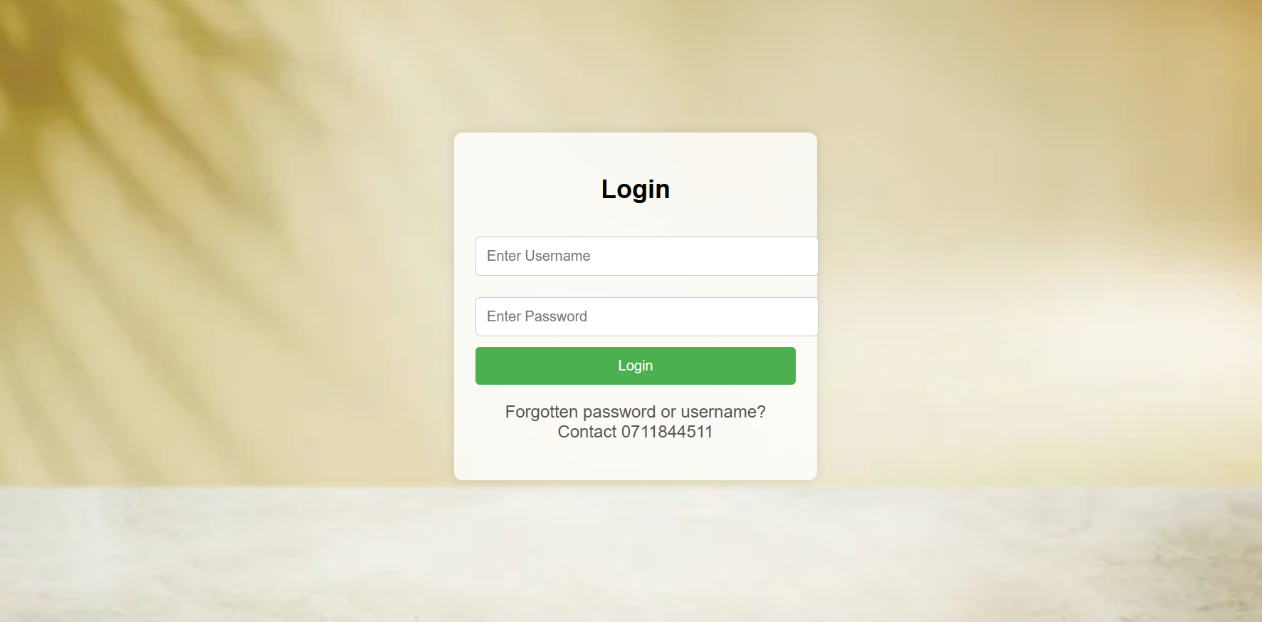 Login
Enter Username
Enter Password
Login
Forgotten password or username?
Contact 0711844511